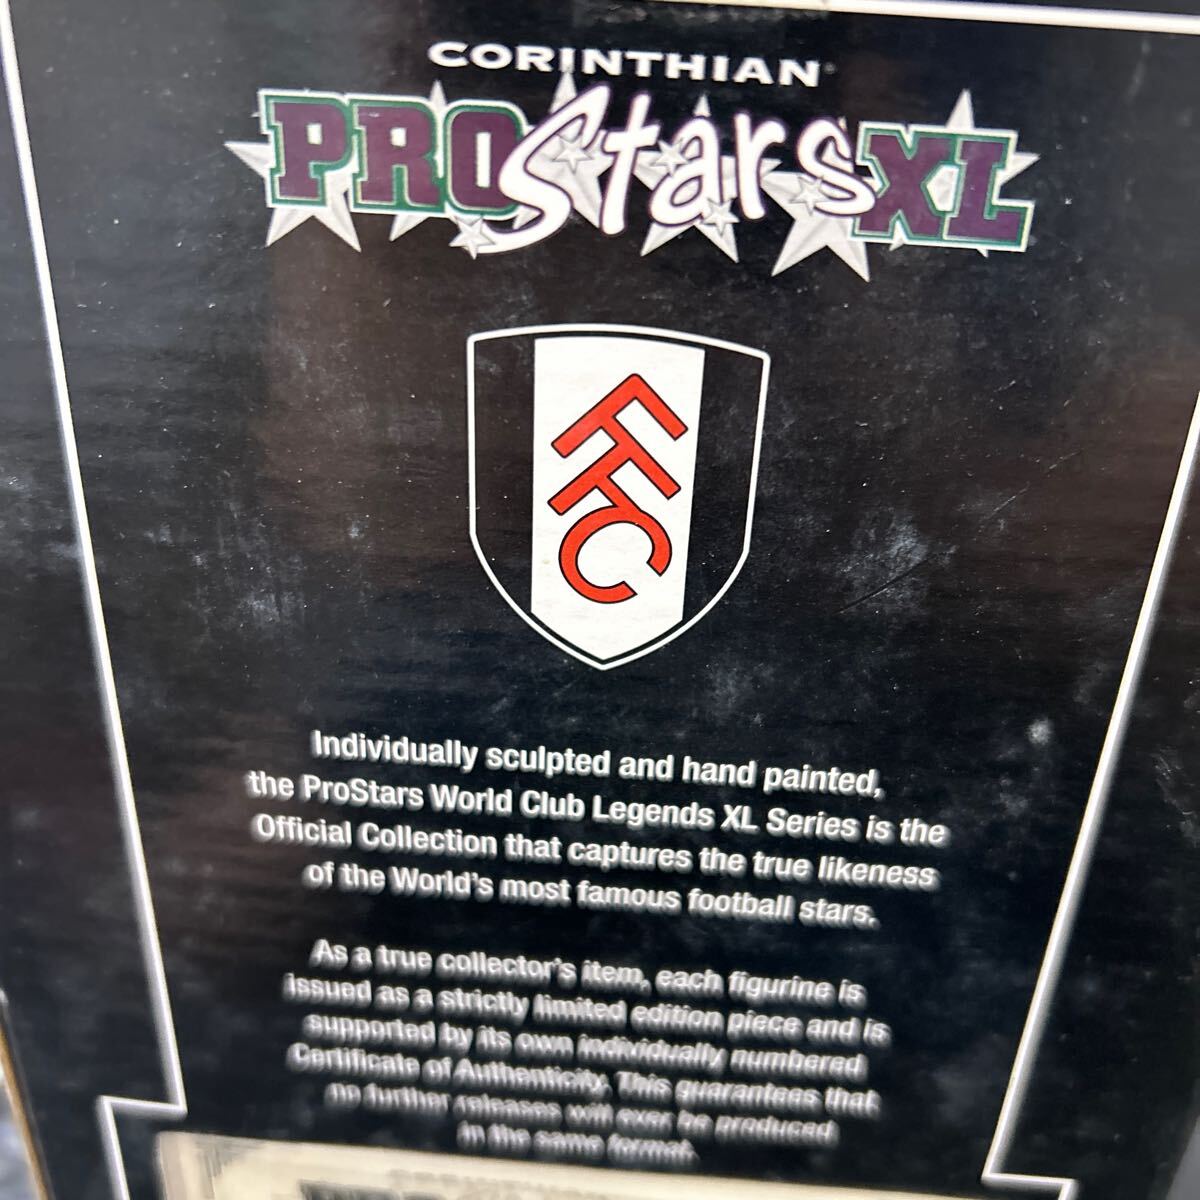 CORINTHIAN
PROStarsXL
FFC
Individually sculpted and hand painted,
the ProStars World Club Legends XL Series is the
Official Collection that captures the true likeness
of the World's most famous football stars.
As a true collector's item, each figurine is
issued as a strictly limited edition piece and is
supported by its own individually numbered
Certificate of Authenticity. This guarantees that
no further releases will ever be produced
in the same format.